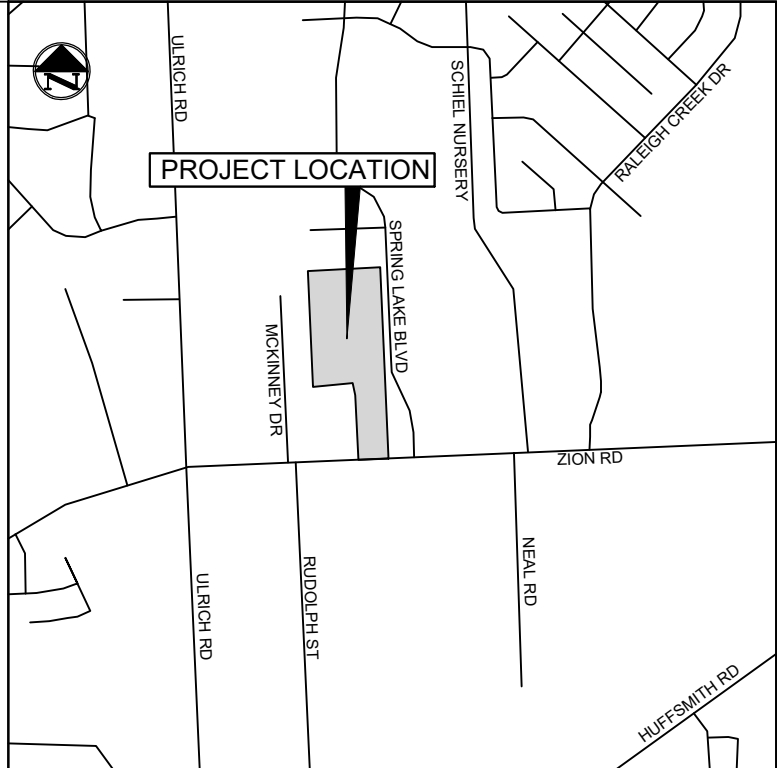 N
ULRICH RD
SCHIEL NURSERY
RALEIGH CREEK DR
PROJECT LOCATION
SPRING LAKE BLVD
MCKINNEY DR
ZION RD
ULRICH RD
RUDOLPH ST
NEAL RD
HUFFSMITH RD